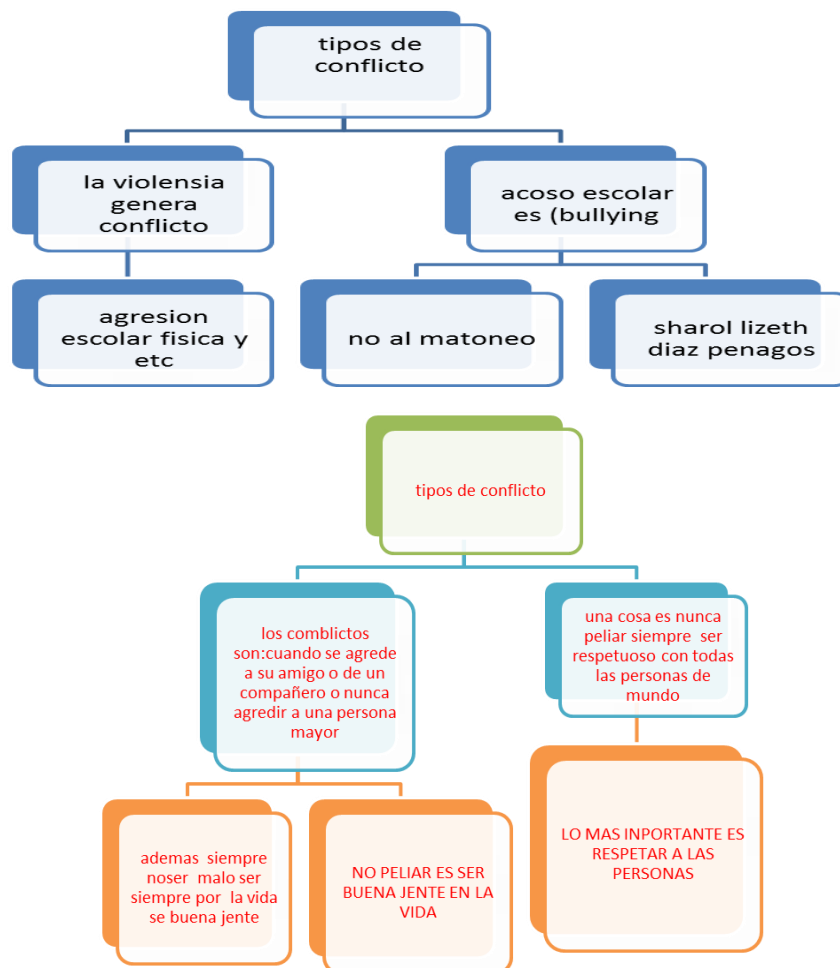 tipos de
conflicto
la violensia
genera
conflicto
acoso escolar
es (bullying
agresion
escolar fisica y
etc
no al matoneo
sharol lizeth
diaz penagos
tipos de conflicto
los comblictos
son:cuando se agrede
a su amigo o de un
compañero o nunca
agredir a una persona
mayor
una cosa es nunca
peliar siempre  ser
respetuoso con todas
las personas de
mundo
ademas  siempre
noser  malo ser
siempre por  la vida
se buena jente
NO PELIAR ES SER
BUENA JENTE EN LA
VIDA
LO MAS INPORTANTE ES
RESPETAR A LAS
PERSONAS